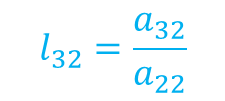 l₃₂ = a₃₂ / a₂₂